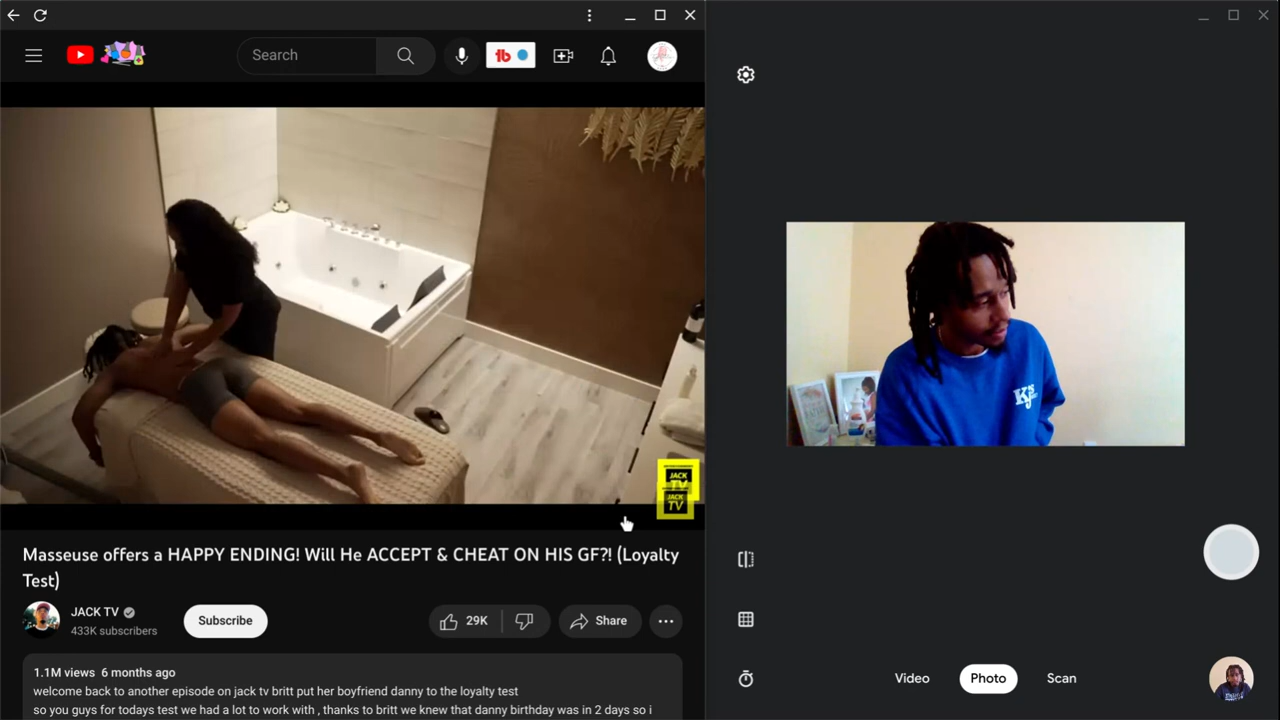 Search
Masseuse offers a HAPPY ENDING! Will He ACCEPT & CHEAT ON HIS GF?! (Loyalty
Test)
JACK TV
433K subscribers
Subscribe
29K
Share
1.1M views 6 months ago
welcome back to another episode on jack tv britt put her boyfriend danny to the loyalty test
so you guys for todays test we had a lot to work with , thanks to britt we knew that danny birthday was in 2 days so i
JACK
TV
JACK
TV
tb
KJs
Video
Photo
Scan